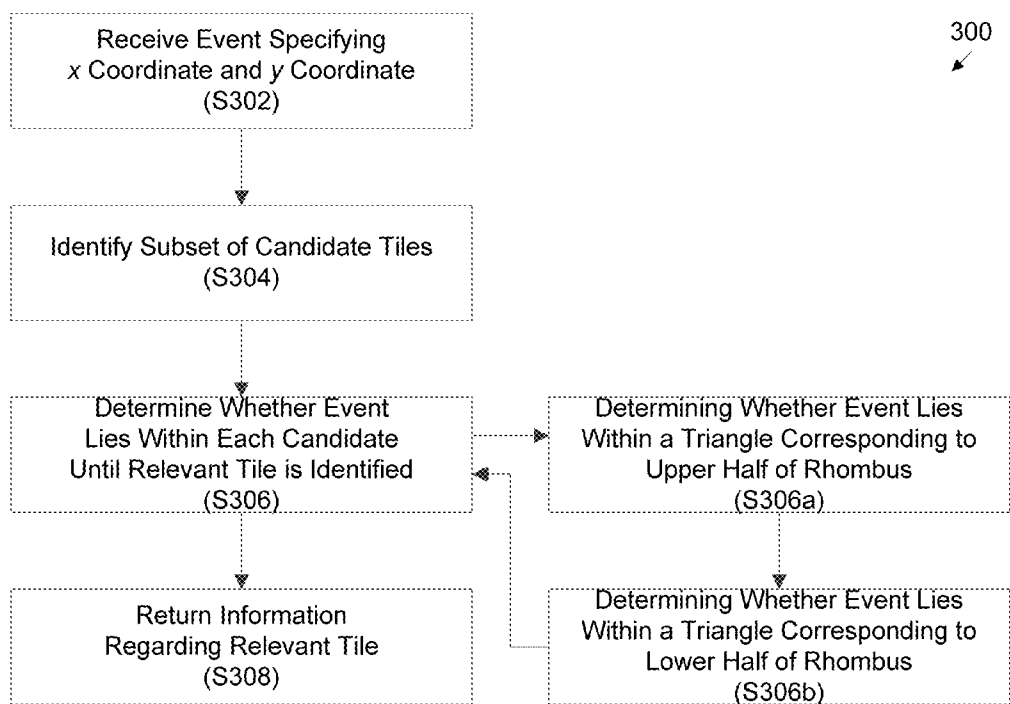 Receive Event Specifying
x Coordinate and y Coordinate
(S302)
300
Identify Subset of Candidate Tiles
(S304)
Determine Whether Event
Lies Within Each Candidate
Until Relevant Tile is Identified
(S306)
Determining Whether Event Lies
Within a Triangle Corresponding to
Upper Half of Rhombus
(S306a)
Return Information
Regarding Relevant Tile
(S308)
Determining Whether Event Lies
Within a Triangle Corresponding to
Lower Half of Rhombus
(S306b)